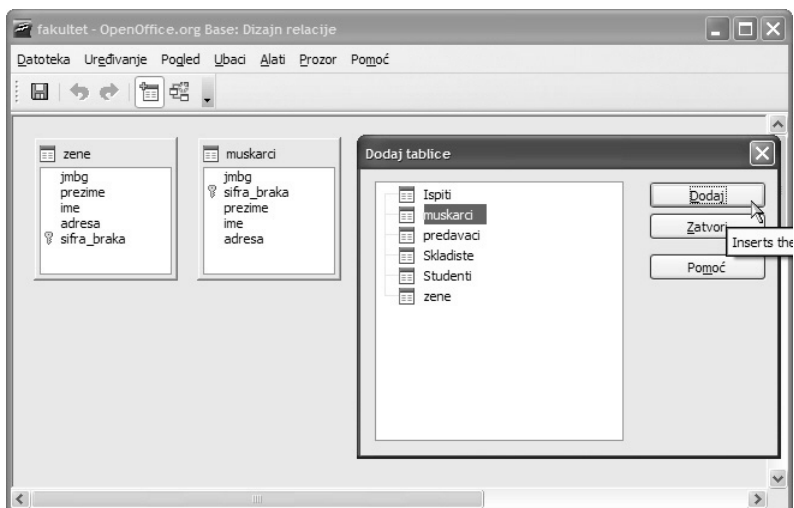 fakultet - OpenOffice.org Base: Dizajn relacije
Datoteka Uređivanje Pogled Ubaci Alati Prozor Pomoć
zene
jmbg
prezime
ime
adresa
sifra_braka
muskarci
jmbg
sifra_braka
prezime
ime
adresa
Dodaj tablice
Ispiti
muskarci
predavaci
Skladiste
Studenti
zene
Dodaj
Zatvori
Inserts the
Pomoć